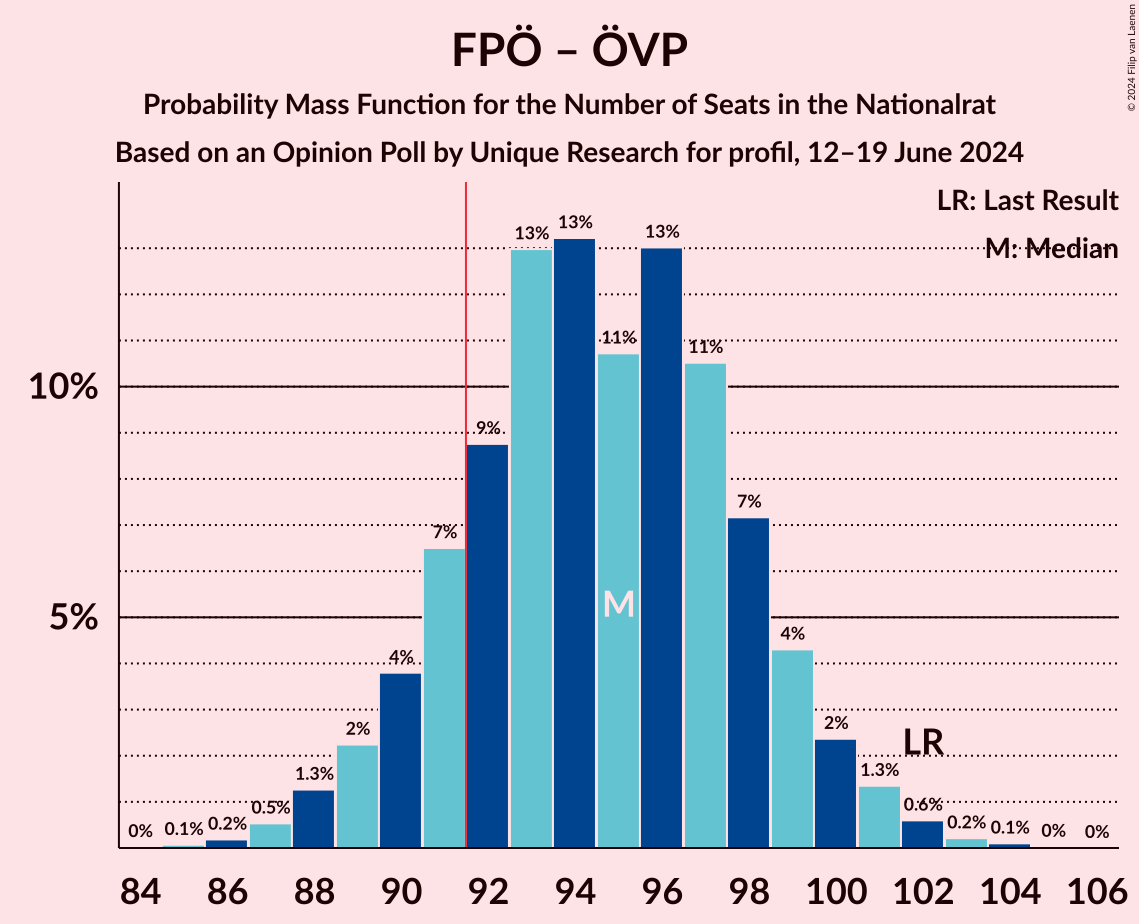 FPÖ – ÖVP
Probability Mass Function for the Number of Seats in the Nationalrat
Based on an Opinion Poll by Unique Research for profil, 12–19 June 2024
© 2024 Filip van Laenen
LR: Last Result
M: Median
10%
5%
0%
0.1%
0.2%
0.5%
1.3%
2%
4%
7%
9%
13%
13%
11%
13%
11%
7%
4%
2%
1.3%
0.6%
0.2%
0.1%
0%
0%
M
LR
84 86 88 90 92 94 96 98 100 102 104 106